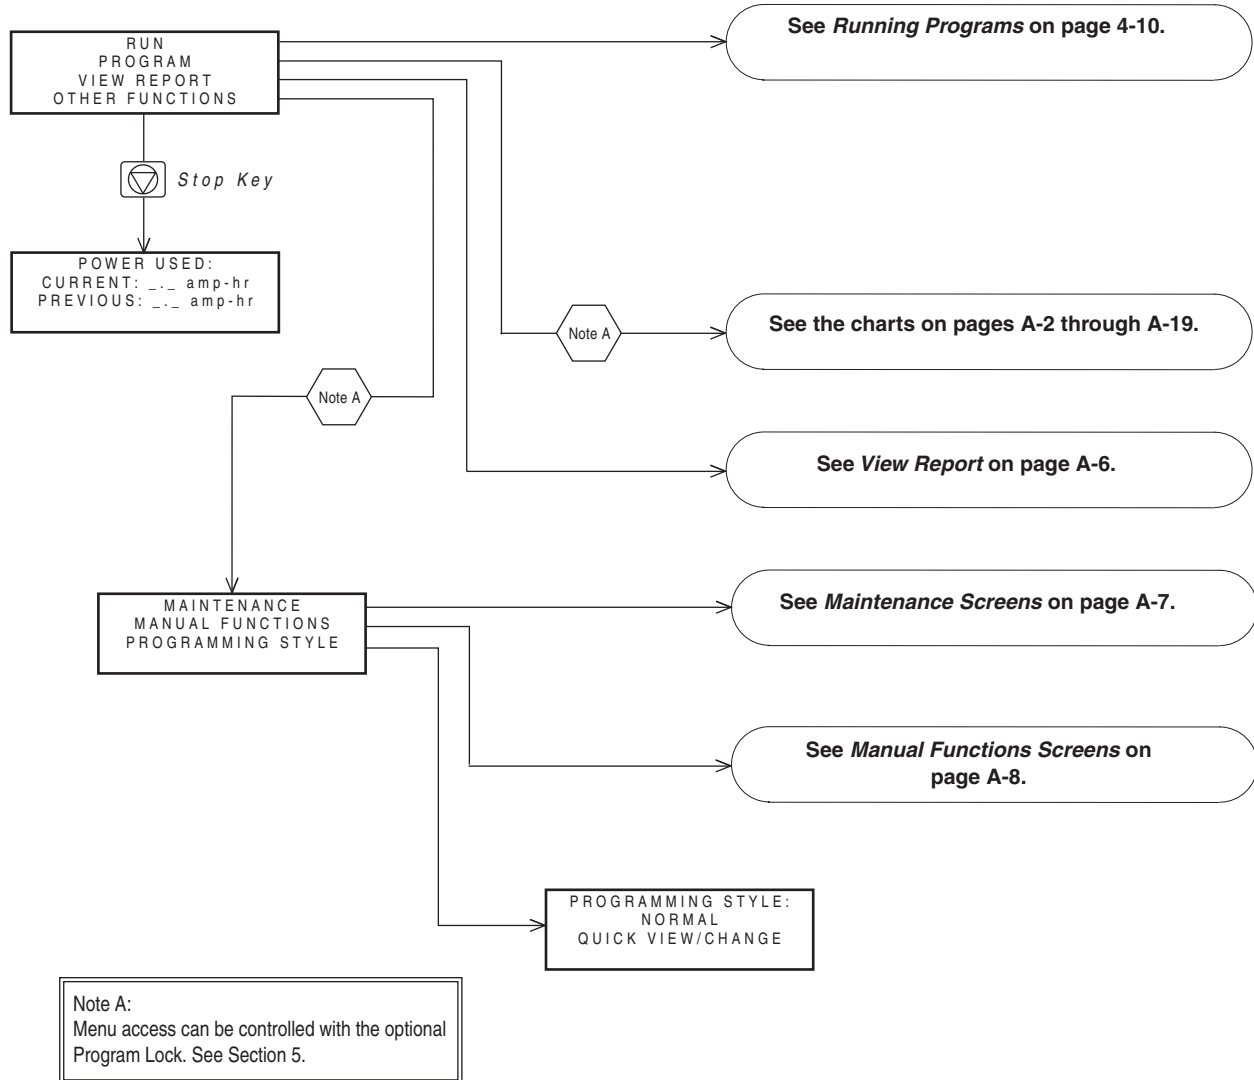 See Running Programs on page 4-10.
RUN
PROGRAM
VIEW REPORT
OTHER FUNCTIONS
Stop Key
POWER USED:
CURRENT: _._ amp-hr
PREVIOUS: _._ amp-hr
Note A
See the charts on pages A-2 through A-19.
Note A
See View Report on page A-6.
MAINTENANCE
MANUAL FUNCTIONS
PROGRAMMING STYLE
See Maintenance Screens on page A-7.
See Manual Functions Screens on
page A-8.
PROGRAMMING STYLE:
NORMAL
QUICK VIEW/CHANGE
Note A:
Menu access can be controlled with the optional
Program Lock. See Section 5.